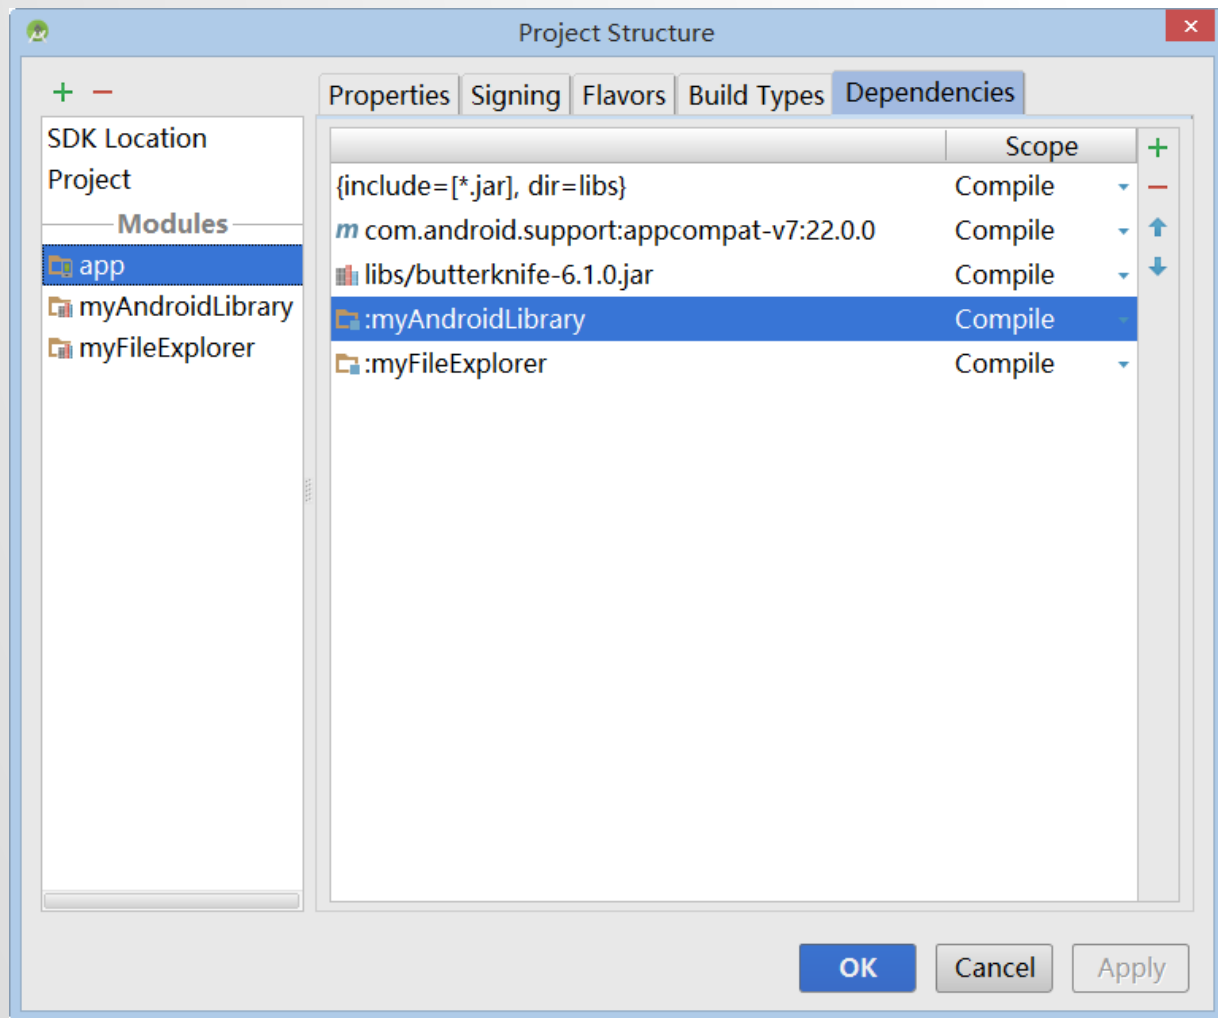 Project Structure
Properties Signing Flavors Build Types Dependencies
SDK Location
Project
Modules
app
myAndroidLibrary
myFileExplorer
Scope
{include=[*.jar], dir=libs} Compile
m com.android.support:appcompat-v7:22.0.0 Compile
libs/butterknife-6.1.0.jar Compile
:myAndroidLibrary Compile
:myFileExplorer Compile
OK Cancel Apply